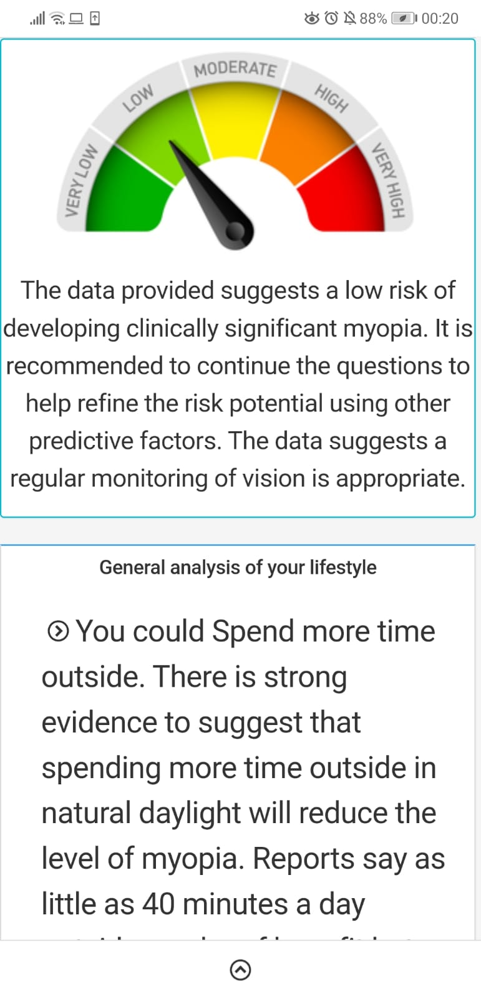 88% 00:20
MODERATE
LOW
HIGH
VERY LOW
VERY HIGH
The data provided suggests a low risk of
developing clinically significant myopia. It is
recommended to continue the questions to
help refine the risk potential using other
predictive factors. The data suggests a
regular monitoring of vision is appropriate.
General analysis of your lifestyle
You could Spend more time
outside. There is strong
evidence to suggest that
spending more time outside in
natural daylight will reduce the
level of myopia. Reports say as
little as 40 minutes a day